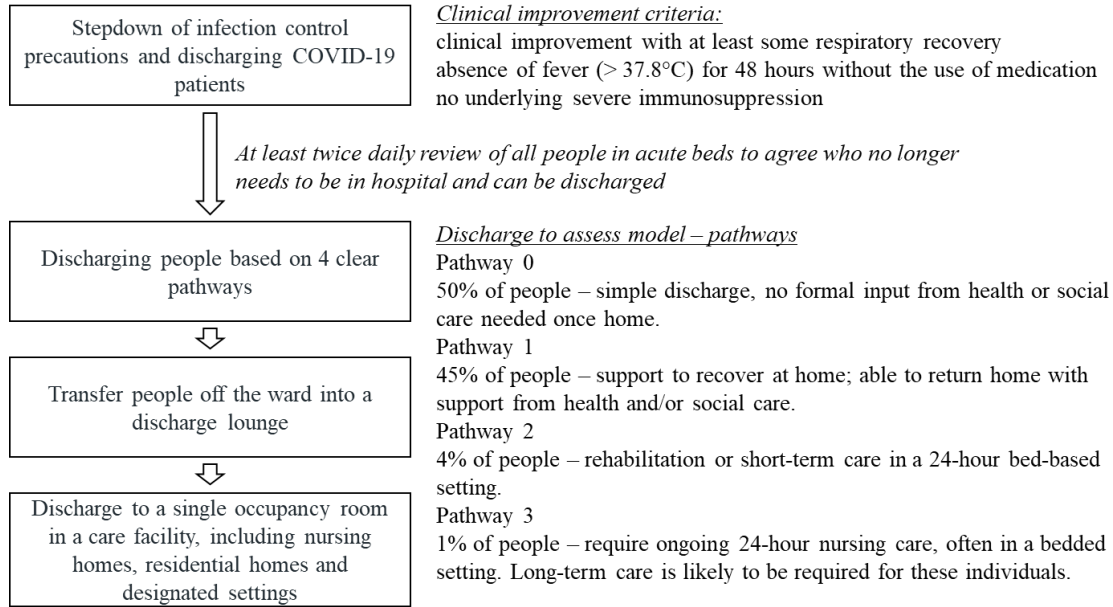 Stepdown of infection control
precautions and discharging COVID-19
patients
Clinical improvement criteria:
clinical improvement with at least some respiratory recovery
absence of fever (> 37.8°C) for 48 hours without the use of medication
no underlying severe immunosuppression
At least twice daily review of all people in acute beds to agree who no longer
needs to be in hospital and can be discharged
Discharging people based on 4 clear
pathways
Transfer people off the ward into a
discharge lounge
Discharge to a single occupancy room
in a care facility, including nursing
homes, residential homes and
designated settings
Discharge to assess model – pathways
Pathway 0
50% of people – simple discharge, no formal input from health or social
care needed once home.
Pathway 1
45% of people – support to recover at home; able to return home with
support from health and/or social care.
Pathway 2
4% of people – rehabilitation or short-term care in a 24-hour bed-based
setting.
Pathway 3
1% of people – require ongoing 24-hour nursing care, often in a bedded
setting. Long-term care is likely to be required for these individuals.